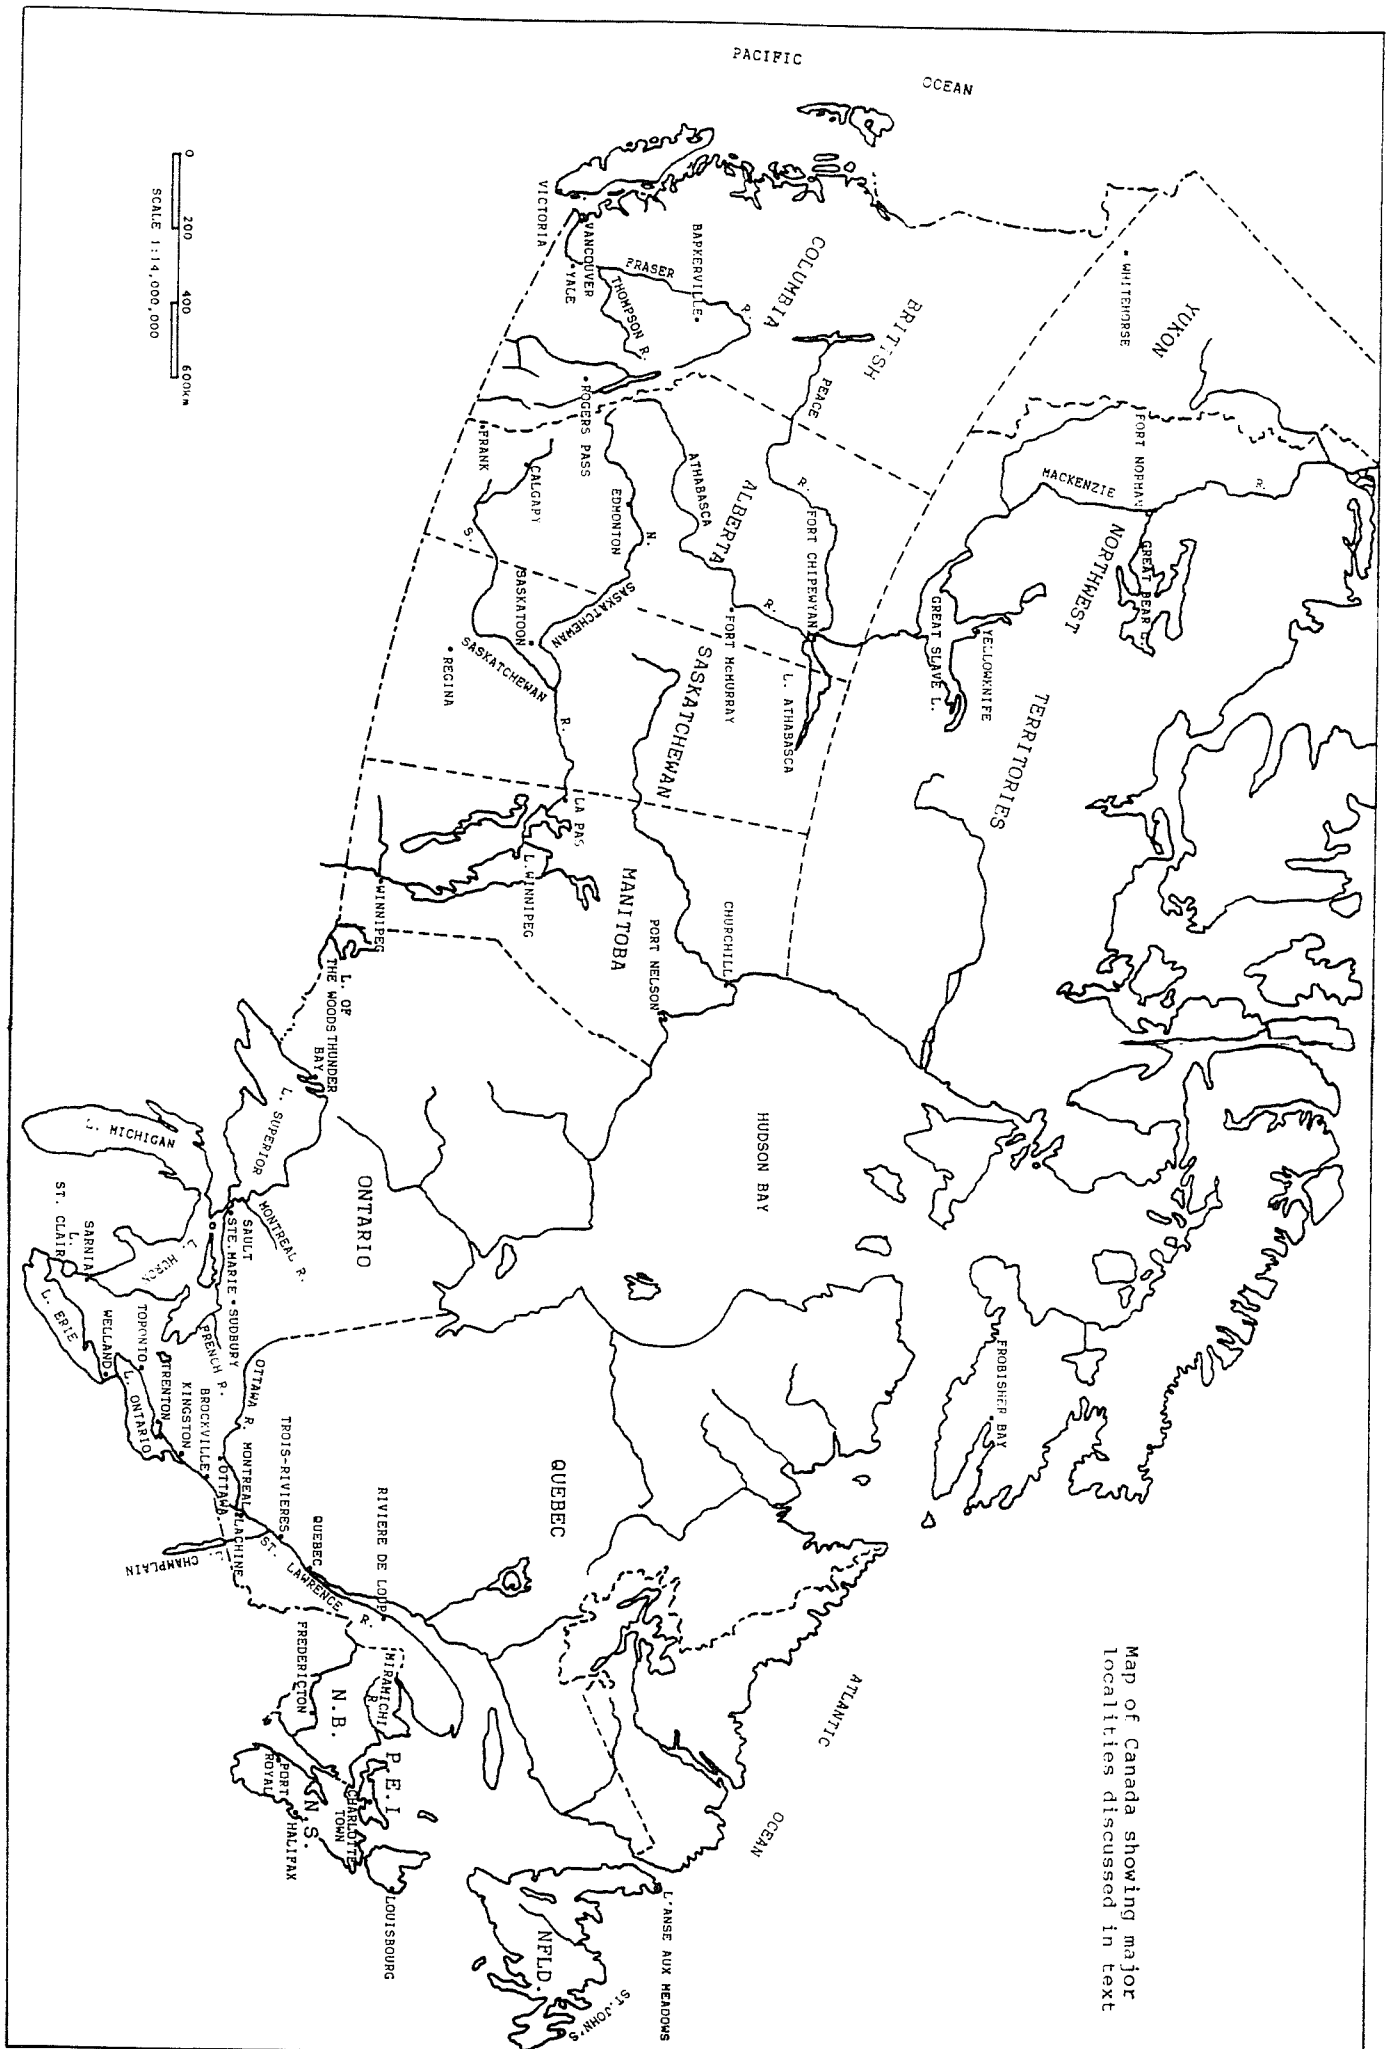 Map of Canada showing major
localities discussed in text
PACIFIC
OCEAN
YUKON
WHITEHORSE
BRITISH
COLUMBIA
BARKERVILLE
FRASER
R.
THOMPSON R.
VANCOUVER
YALE
VICTORIA
ROGERS PASS
PEACE
R.
FORT NORMAN
MACKENZIE
R.
GREAT BEAR L.
NORTHWEST
TERRITORIES
YELLOWKNIFE
GREAT SLAVE L.
FORT CHIPEWYAN
L. ATHABASCA
ALBERTA
ATHABASCA
R.
FORT McMURRAY
EDMONTON
CALGARY
FRANK
N.
SASKATCHEWAN
S.
SASKATCHEWAN
R.
SASKATCHEWAN
SASKATOON
REGINA
LA PAS
MANITOBA
L.WINNIPEG
WINNIPEG
CHURCHILL
PORT NELSON
HUDSON BAY
FROBISHER BAY
L. OF
THE WOODS
THUNDER
BAY
L. SUPERIOR
L. MICHIGAN
ONTARIO
MONTREAL R.
SAULT
STE.MARIE
SUDBURY
FRENCH R.
L. HURON
SARNIA
L.
ST. CLAIR
L. ERIE
WELLAND
TORONTO
L. ONTARIO
TRENTON
KINGSTON
BROCKVILLE
OTTAWA
OTTAWA R.
MONTREAL
LACHINE
L.
CHAMPLAIN
TROIS-RIVIERES
QUEBEC
ST. LAWRENCE R.
RIVIERE DE LOUP
QUEBEC
FREDERICTON
N.B.
MIRAMICHI
R.
P.E.I
CHARLOTTE
TOWN
PORT
ROYAL
N.S.
HALIFAX
LOUISBOURG
NFLD.
ST.JOHN'S
L'ANSE AUX MEADOWS
ATLANTIC
OCEAN
0 200 400 600km
SCALE 1:14,000,000